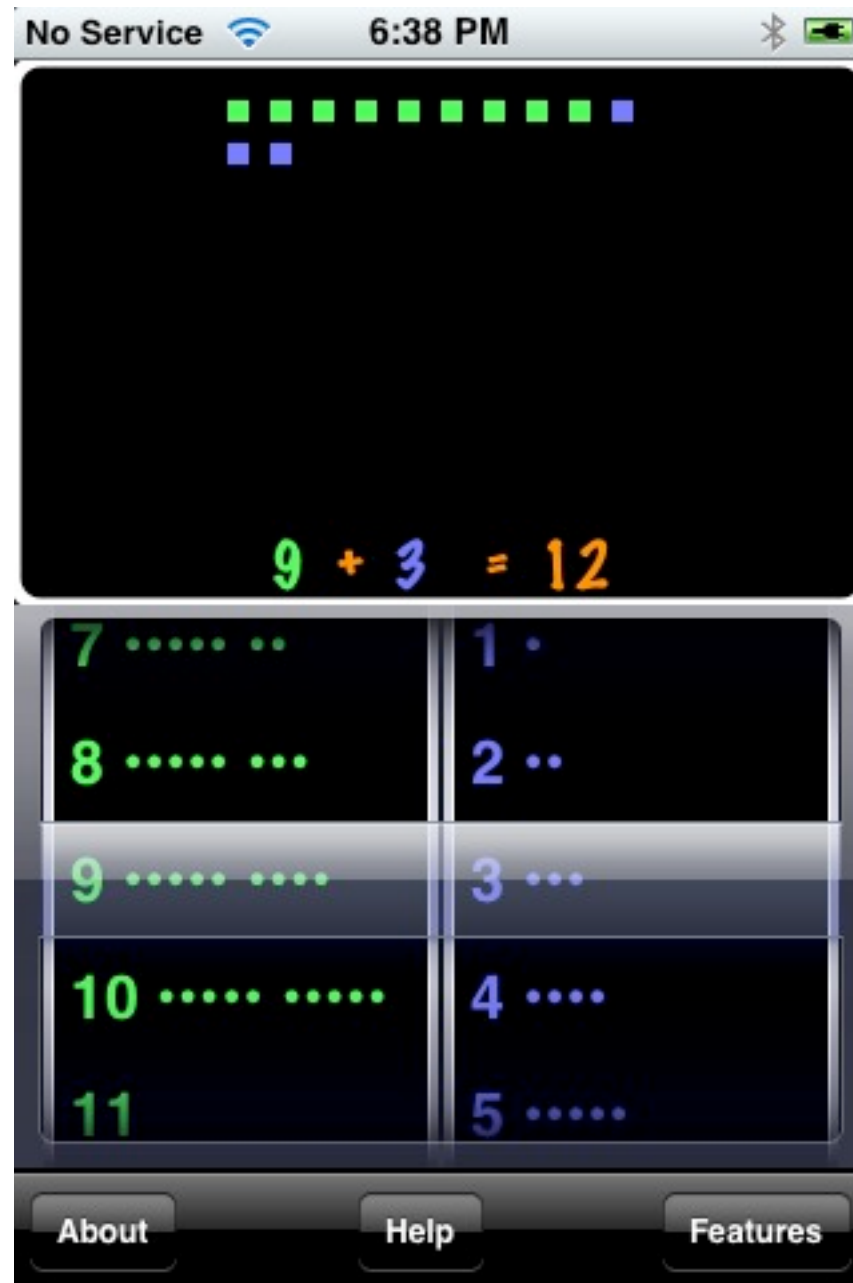 No Service 6:38 PM
9 + 3 = 12
7 ••••• •• 1 •
8 ••••• ••• 2 ••
9 ••••• •••• 3 •••
10 ••••• ••••• 4 ••••
11 5 •••••
About Help Features